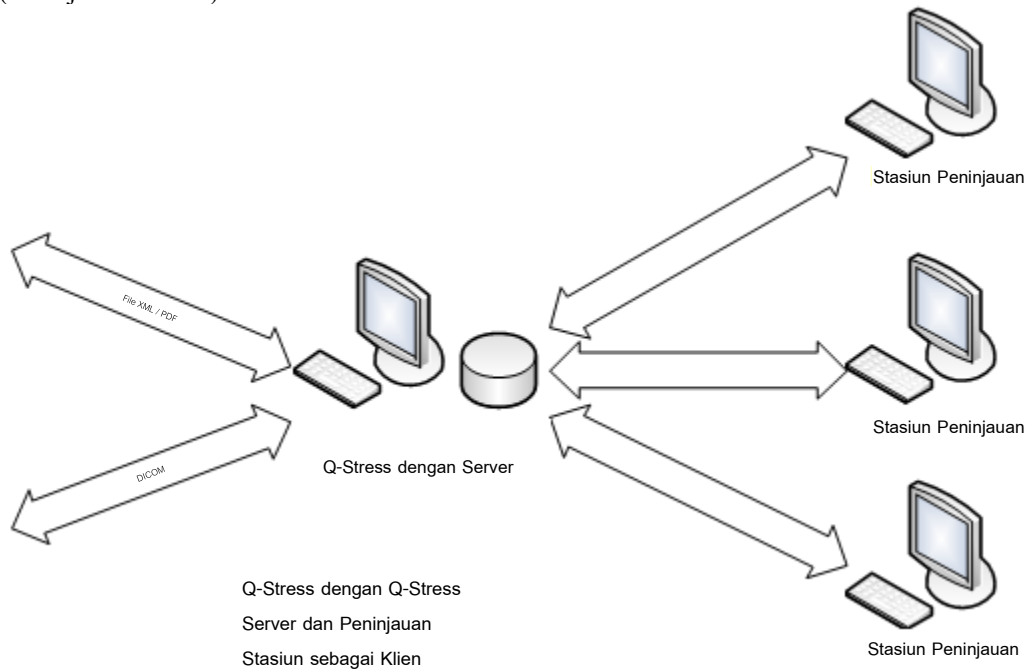 Stasiun Peninjauan
File XML / PDF
Stasiun Peninjauan
Q-Stress dengan Server
DICOM
Q-Stress dengan Q-Stress
Server dan Peninjauan
Stasiun sebagai Klien
Stasiun Peninjauan